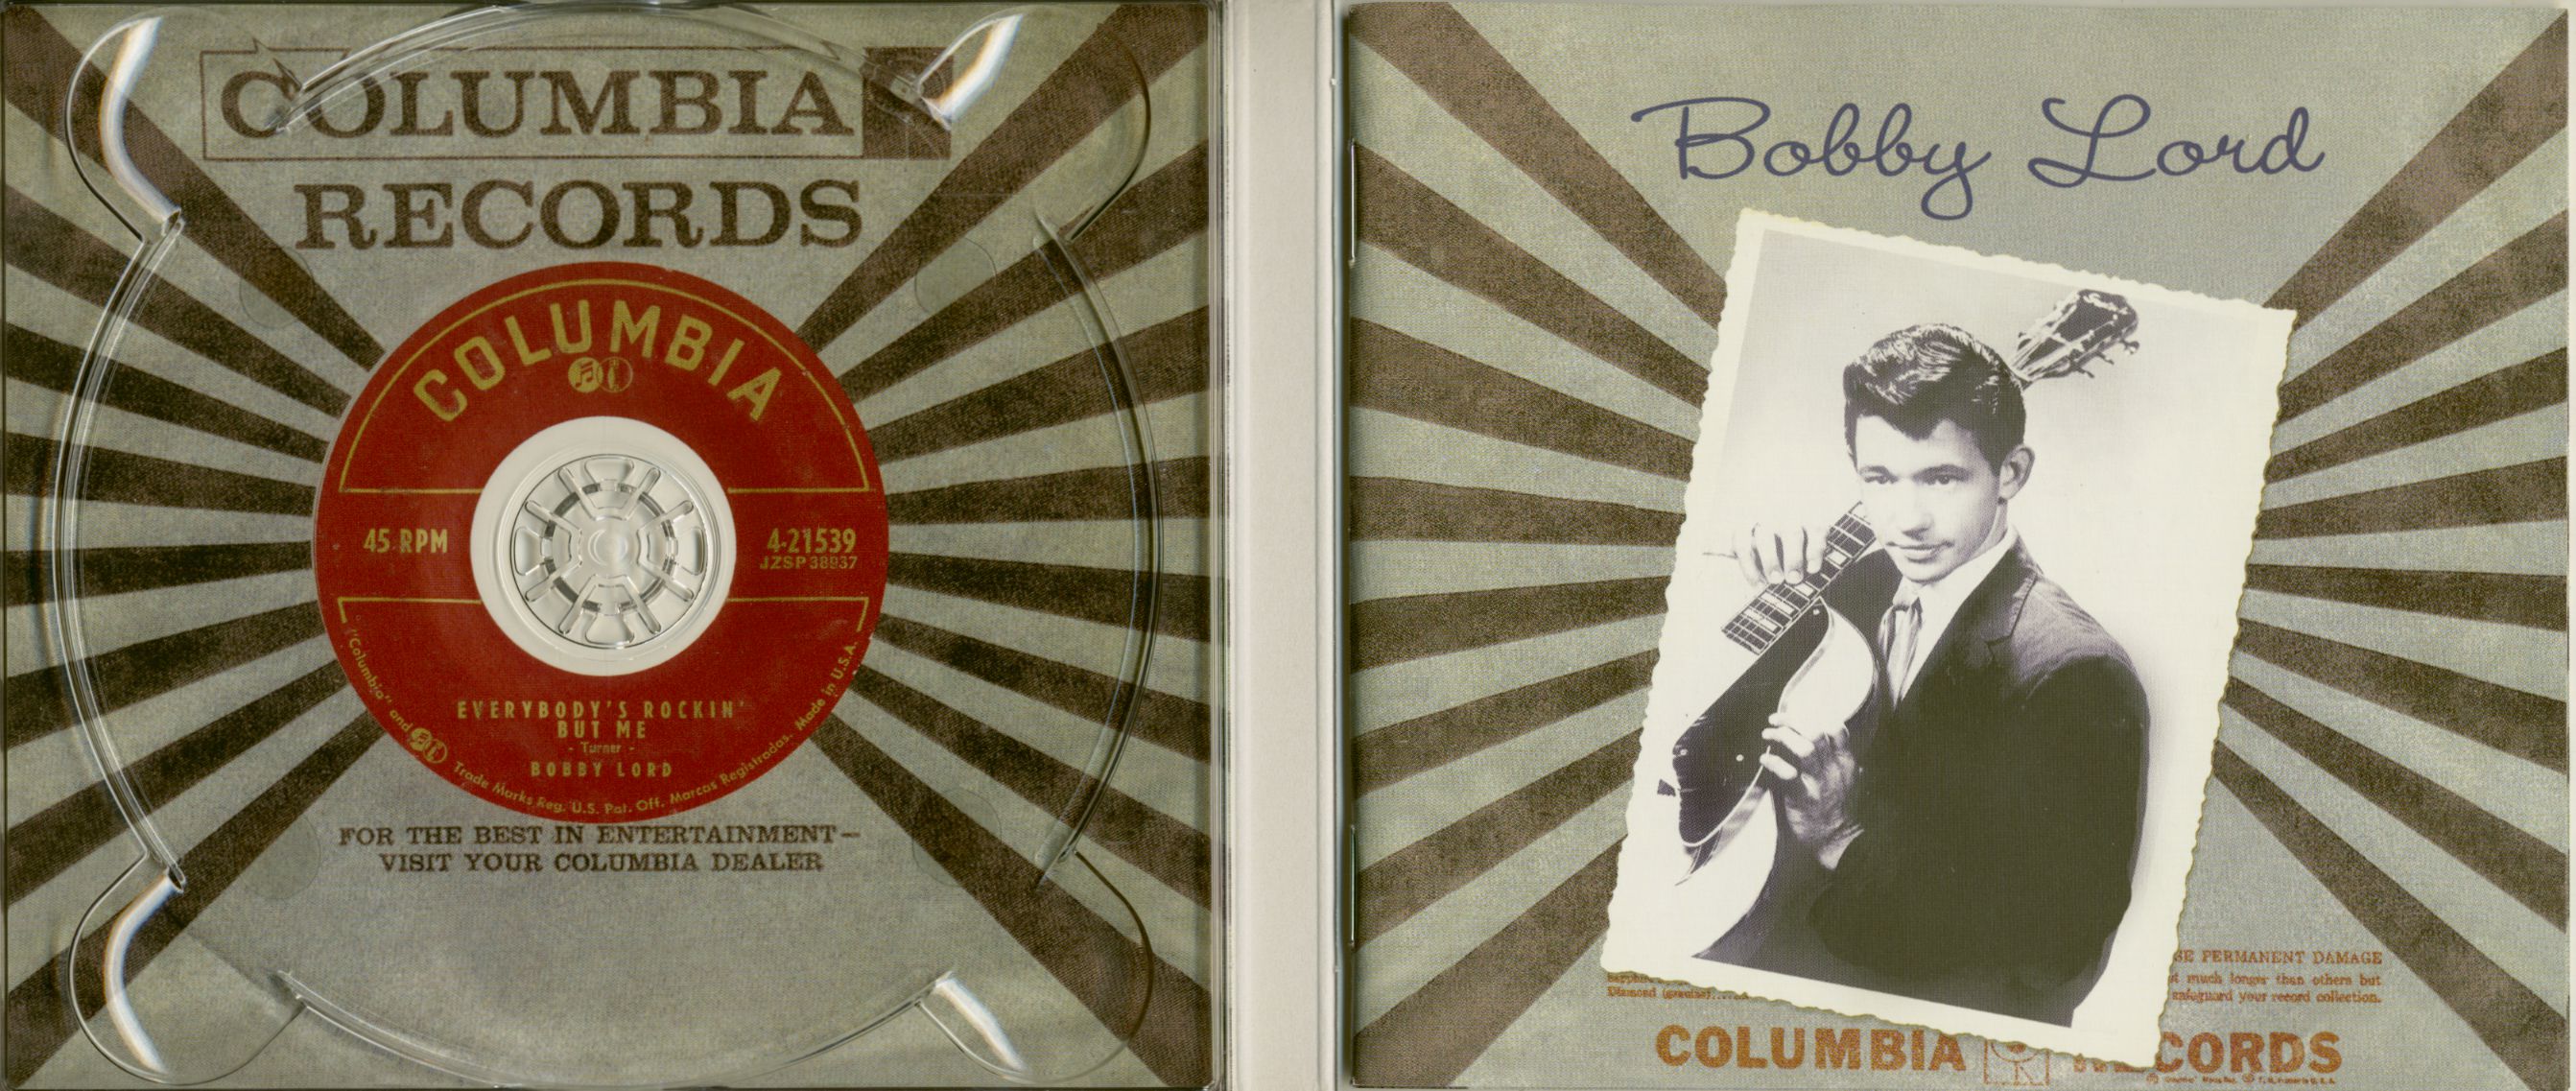 COLUMBIA
RECORDS
COLUMBIA
45 RPM
4-21539
JZSP 38937
EVERYBODY'S ROCKIN'
BUT ME
- Turner -
BOBBY LORD
"Columbia" and Trade Marks Reg. U.S. Pat. Off. Marcas Registradas. Made in U.S.A.
FOR THE BEST IN ENTERTAINMENT—
VISIT YOUR COLUMBIA DEALER
Bobby Lord
PERMANENT DAMAGE
much longer than others but
Diamond (genuine)
safeguard your record collection.
COLUMBIA RECORDS